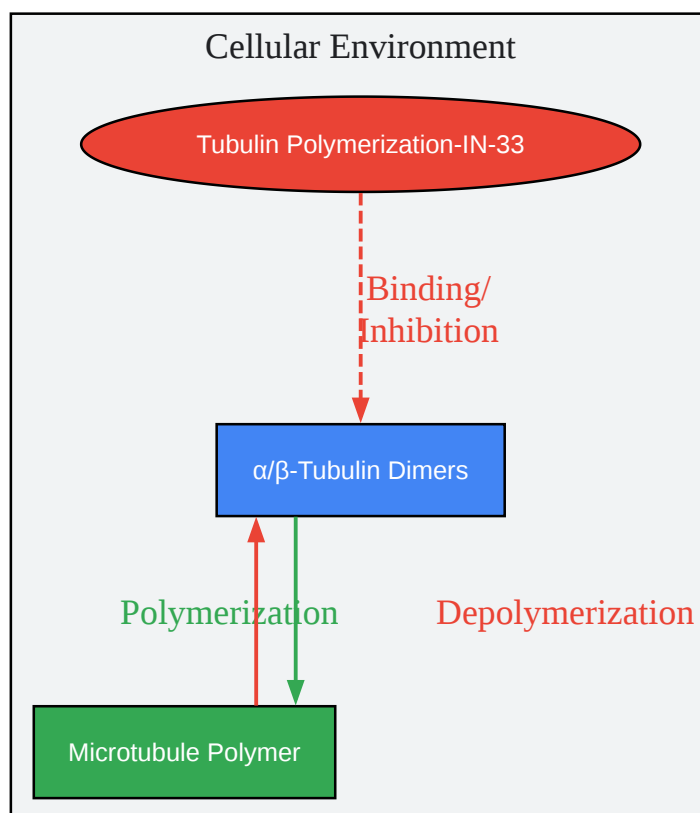 Cellular Environment
Tubulin Polymerization-IN-33
Binding/
Inhibition
α/β-Tubulin Dimers
Polymerization
Depolymerization
Microtubule Polymer